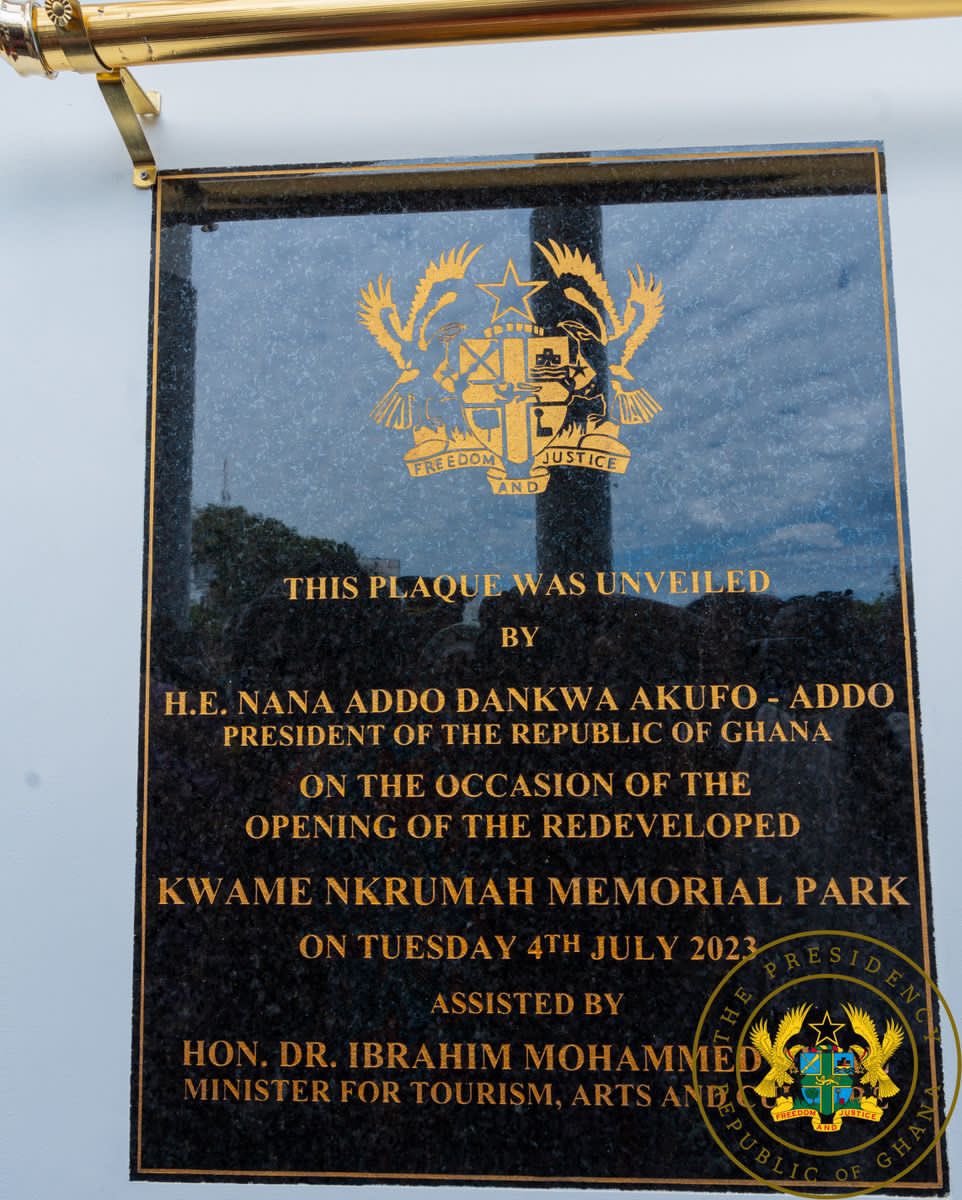 FREEDOM AND JUSTICE
THIS PLAQUE WAS UNVEILED
BY
H.E. NANA ADDO DANKWA AKUFO - ADDO
PRESIDENT OF THE REPUBLIC OF GHANA
ON THE OCCASION OF THE
OPENING OF THE REDEVELOPED
KWAME NKRUMAH MEMORIAL PARK
ON TUESDAY 4TH JULY 2023
ASSISTED BY
HON. DR. IBRAHIM MOHAMMED
MINISTER FOR TOURISM, ARTS AND
THE PRESIDENCY
REPUBLIC OF GHANA
FREEDOM AND JUSTICE